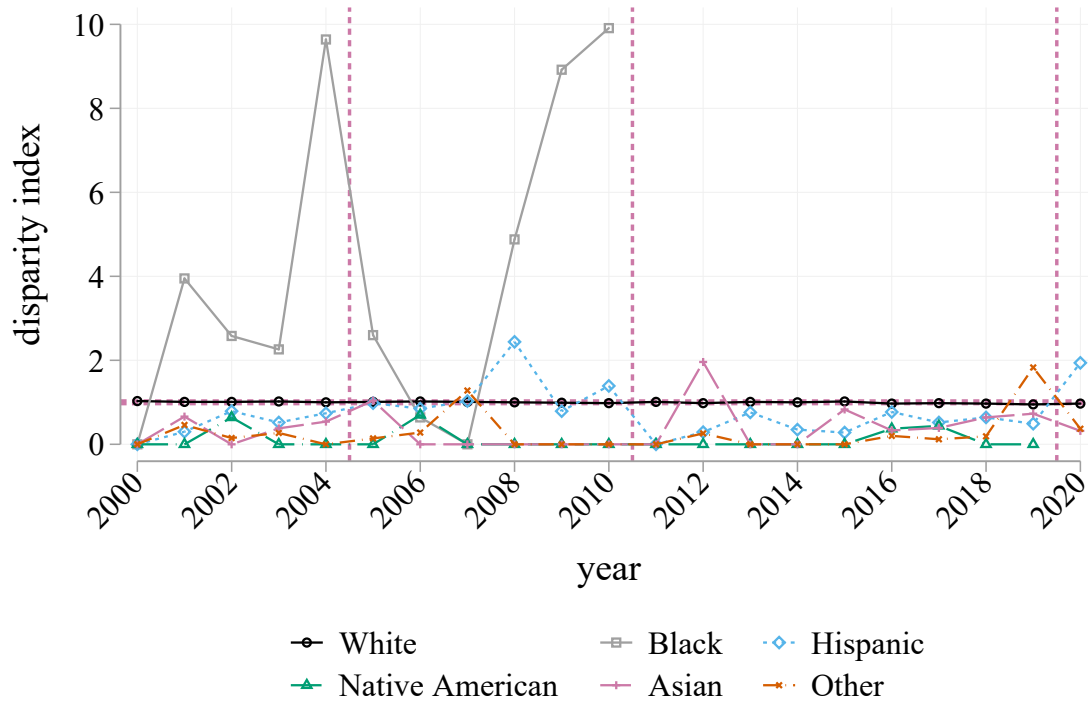 disparity index
10
8
6
4
2
0
2000 2002 2004 2006 2008 2010 2012 2014 2016 2018 2020
year
White Black Hispanic
Native American Asian Other